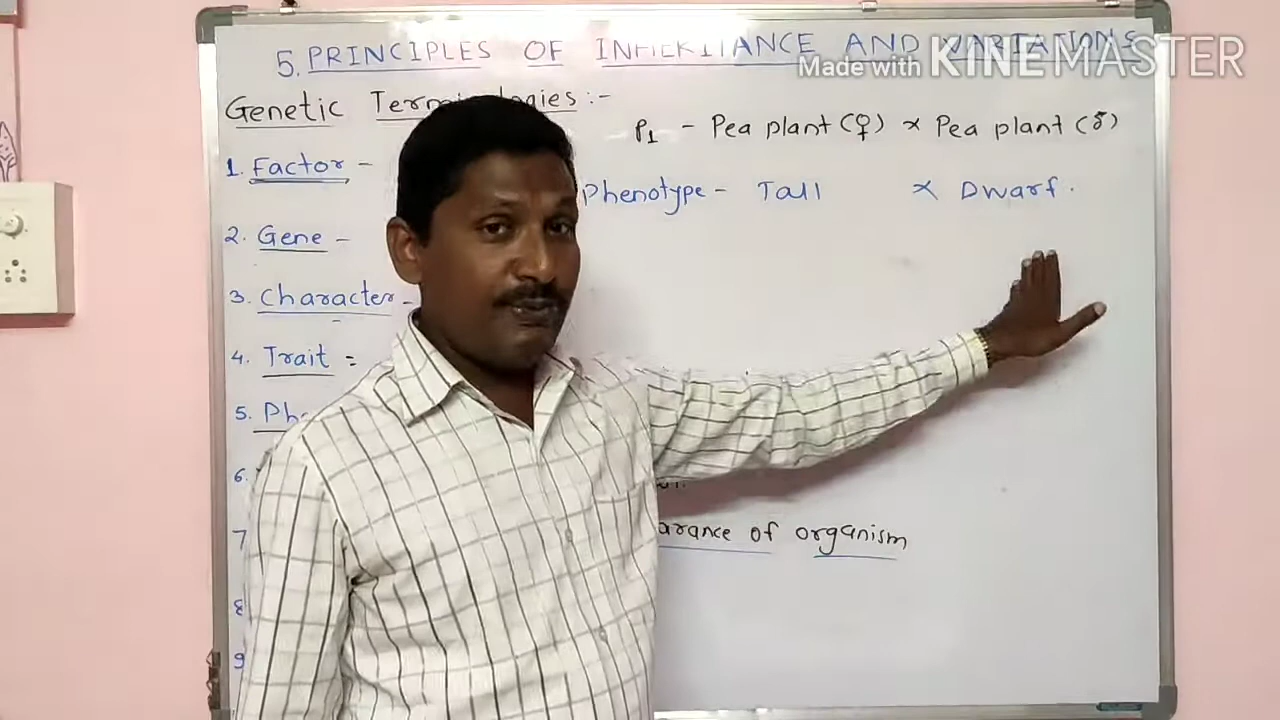 5. PRINCIPLES OF INHERITANCE AND VARIATIONS
Made with KINEMASTER
Genetic Terminologies:-
P1 - Pea plant (♀) × Pea plant (♂)
1. Factor -
Phenotype - Tall × Dwarf.
2. Gene -
3. Character -
4. Trait =
5. Ph
6.
7
arance of organism
8
9